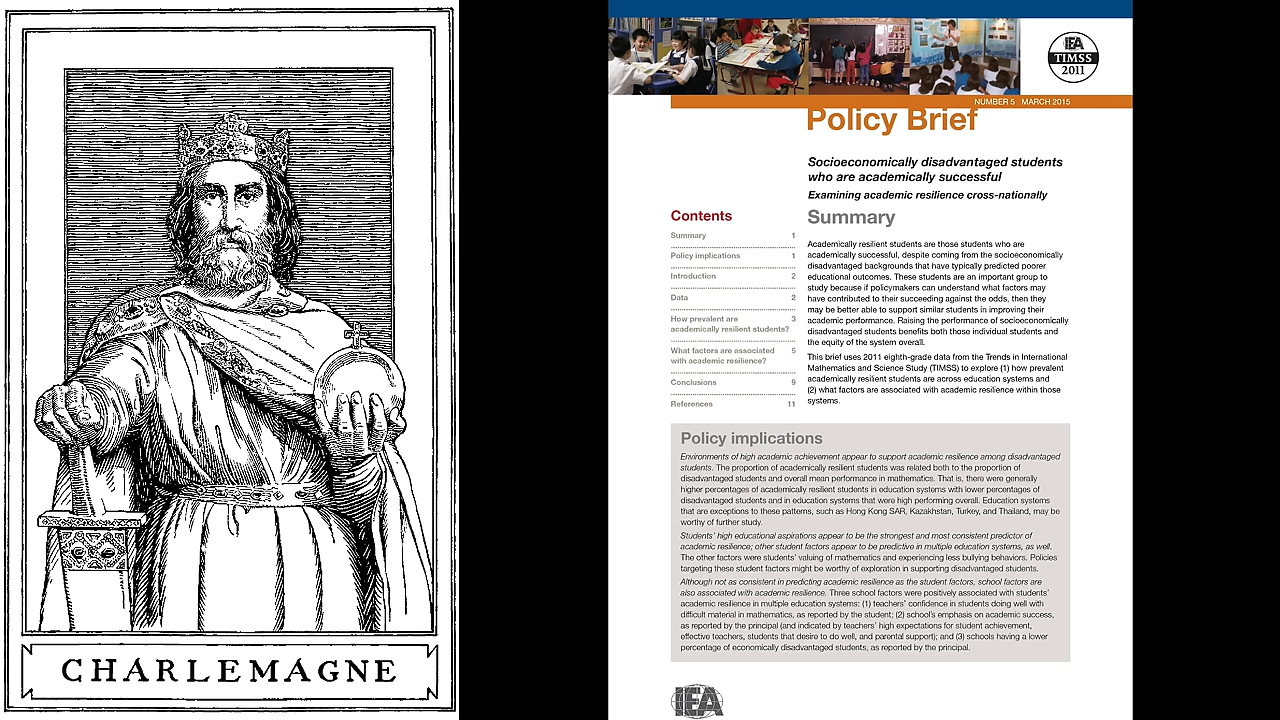 CHARLEMAGNE
IEA
TIMSS
2011
NUMBER 5 MARCH 2015
Policy Brief
Socioeconomically disadvantaged students
who are academically successful
Examining academic resilience cross-nationally
Contents
Summary 1
Policy implications 1
Introduction 2
Data 2
How prevalent are 3
academically resilient students?
What factors are associated 5
with academic resilience?
Conclusions 9
References 11
Summary
Academically resilient students are those students who are
academically successful, despite coming from the socioeconomically
disadvantaged backgrounds that have typically predicted poorer
educational outcomes. These students are an important group to
study because if policymakers can understand what factors may
have contributed to their succeeding against the odds, then they
may be better able to support similar students in improving their
academic performance. Raising the performance of socioeconomically
disadvantaged students benefits both those individual students and
the equity of the system overall.
This brief uses 2011 eighth-grade data from the Trends in International
Mathematics and Science Study (TIMSS) to explore (1) how prevalent
academically resilient students are across education systems and
(2) what factors are associated with academic resilience within those
systems.
Policy implications
Environments of high academic achievement appear to support academic resilience among disadvantaged
students. The proportion of academically resilient students was related both to the proportion of
disadvantaged students and overall mean performance in mathematics. That is, there were generally
higher percentages of academically resilient students in education systems with lower percentages of
disadvantaged students and in education systems that were high performing overall. Education systems
that are exceptions to these patterns, such as Hong Kong SAR, Kazakhstan, Turkey, and Thailand, may be
worthy of further study.
Students' high educational aspirations appear to be the strongest and most consistent predictor of
academic resilience; other student factors appear to be predictive in multiple education systems, as well.
The other factors were students' valuing of mathematics and experiencing less bullying behaviors. Policies
targeting these student factors might be worthy of exploration in supporting disadvantaged students.
Although not as consistent in predicting academic resilience as the student factors, school factors are
also associated with academic resilience. Three school factors were positively associated with students'
academic resilience in multiple education systems: (1) teachers' confidence in students doing well with
difficult material in mathematics, as reported by the student; (2) school's emphasis on academic success,
as reported by the principal (and indicated by teachers' high expectations for student achievement,
effective teachers, students that desire to do well, and parental support); and (3) schools having a lower
percentage of economically disadvantaged students, as reported by the principal.
IEA